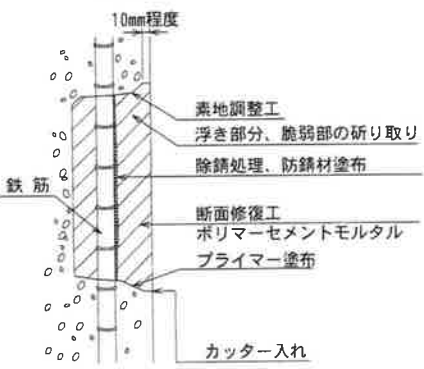 10mm程度
素地調整工
浮き部分、脆弱部の斫り取り
除錆処理、防錆材塗布
鉄筋
断面修復工
ポリマーセメントモルタル
プライマー塗布
カッター入れ